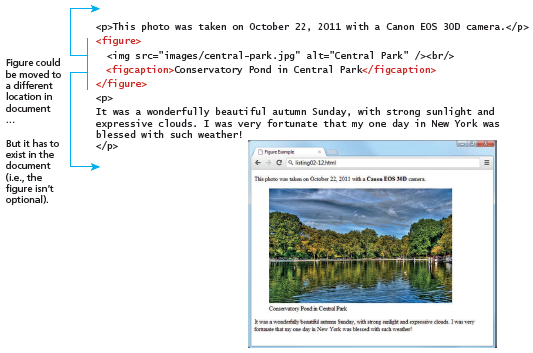 <p>This photo was taken on October 22, 2011 with a Canon EOS 30D camera.</p>
<figure>
<img src="images/central-park.jpg" alt="Central Park" /><br/>
<figcaption>Conservatory Pond in Central Park</figcaption>
</figure>
<p>
It was a wonderfully beautiful autumn Sunday, with strong sunlight and
expressive clouds. I was very fortunate that my one day in New York was
blessed with such weather!
</p>
Figure could
be moved to
a different
location in
document
…
But it has to
exist in the
document
(i.e., the
figure isn't
optional).
Figure Example
listing02-12.html
This photo was taken on October 22, 2011 with a Canon EOS 30D camera.
Conservatory Pond in Central Park
It was a wonderfully beautiful autumn Sunday, with strong sunlight and expressive clouds. I was very
fortunate that my one day in New York was blessed with such weather!